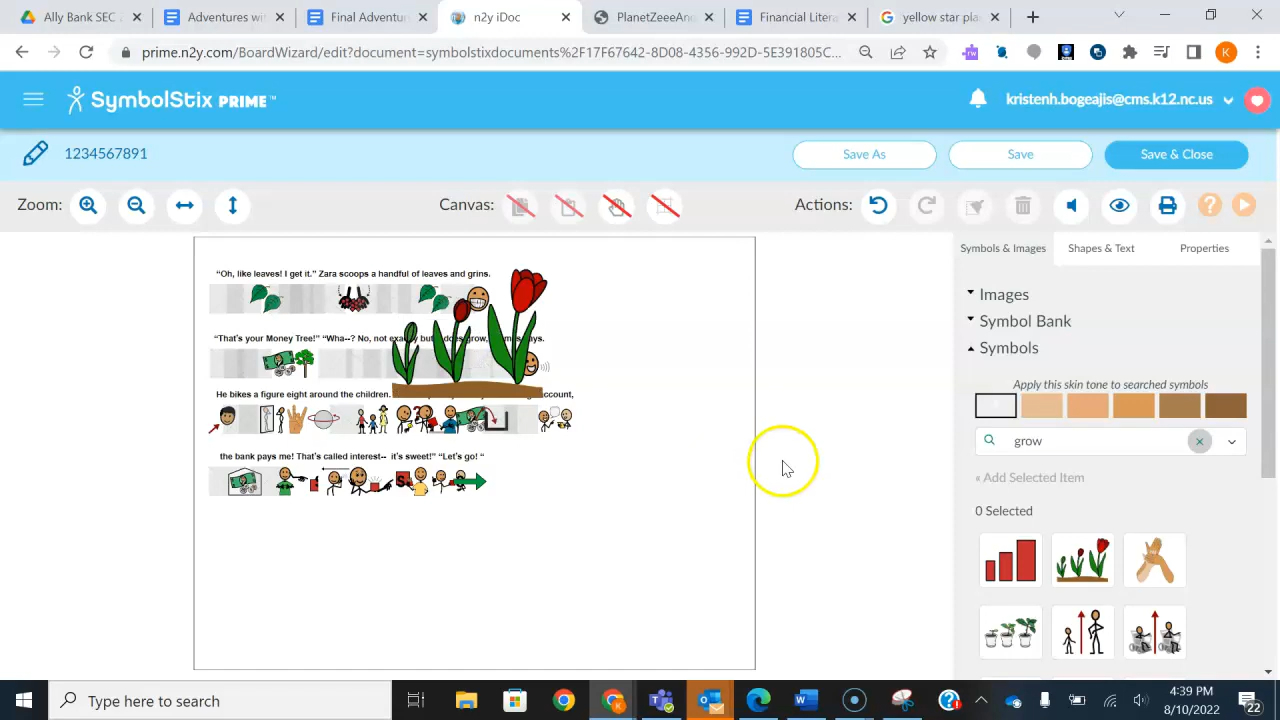 Ally Bank SEC
Adventures wi
Final Adventur
n2y iDoc
PlanetZeeeAn
Financial Litera
yellow star pla
prime.n2y.com/BoardWizard/edit?document=symbolstixdocuments%2F17F67642-8D08-4356-992D-5E391805C...
SymbolStix PRIME™
kristenh.bogeajis@cms.k12.nc.us
1234567891
Save As
Save
Save & Close
Zoom:
Canvas:
Actions:
Symbols & Images
Shapes & Text
Properties
Images
Symbol Bank
Symbols
Apply this skin tone to searched symbols
grow
« Add Selected Item
0 Selected
“Oh, like leaves! I get it.” Zara scoops a handful of leaves and grins.
“That's your Money Tree!” “Wha--? No, not but grow,
He bikes a figure eight around the children.
the bank pays me! That's called interest-- it's sweet!” “Let's go! “
Type here to search
4:39 PM
8/10/2022
22